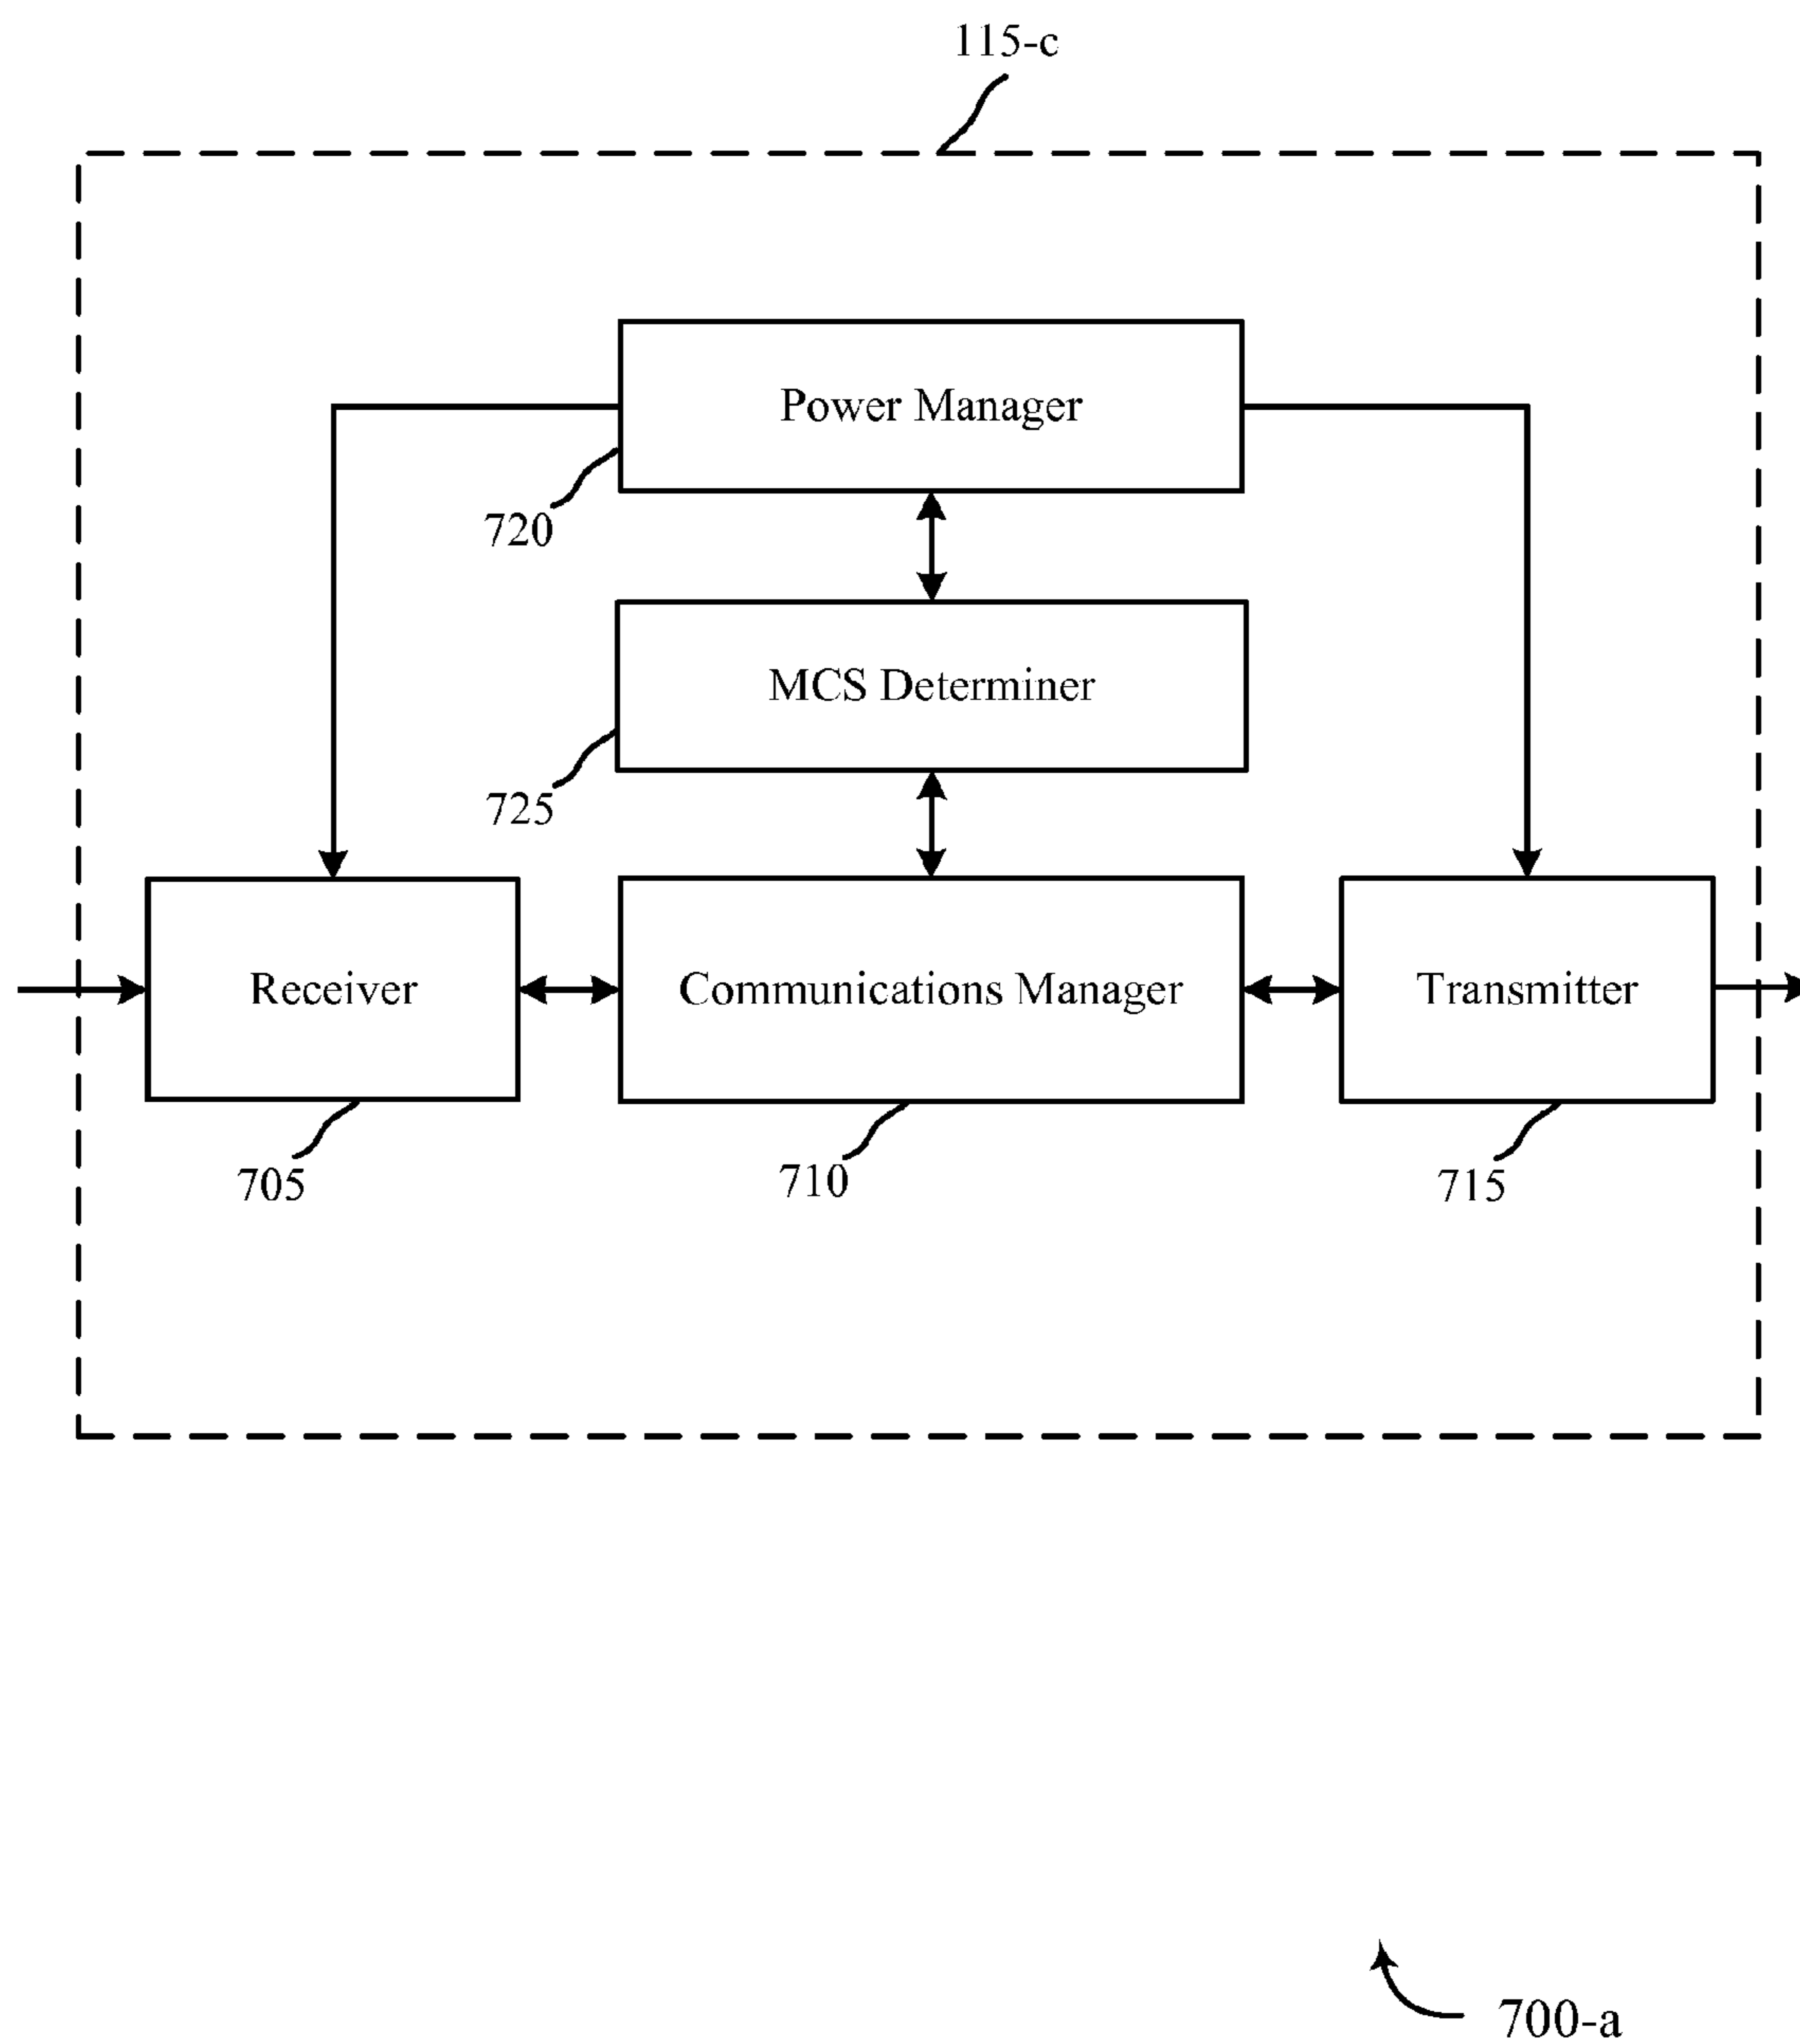 115-c
Power Manager
720
MCS Determiner
725
Receiver
Communications Manager
Transmitter
705
710
715
700-a